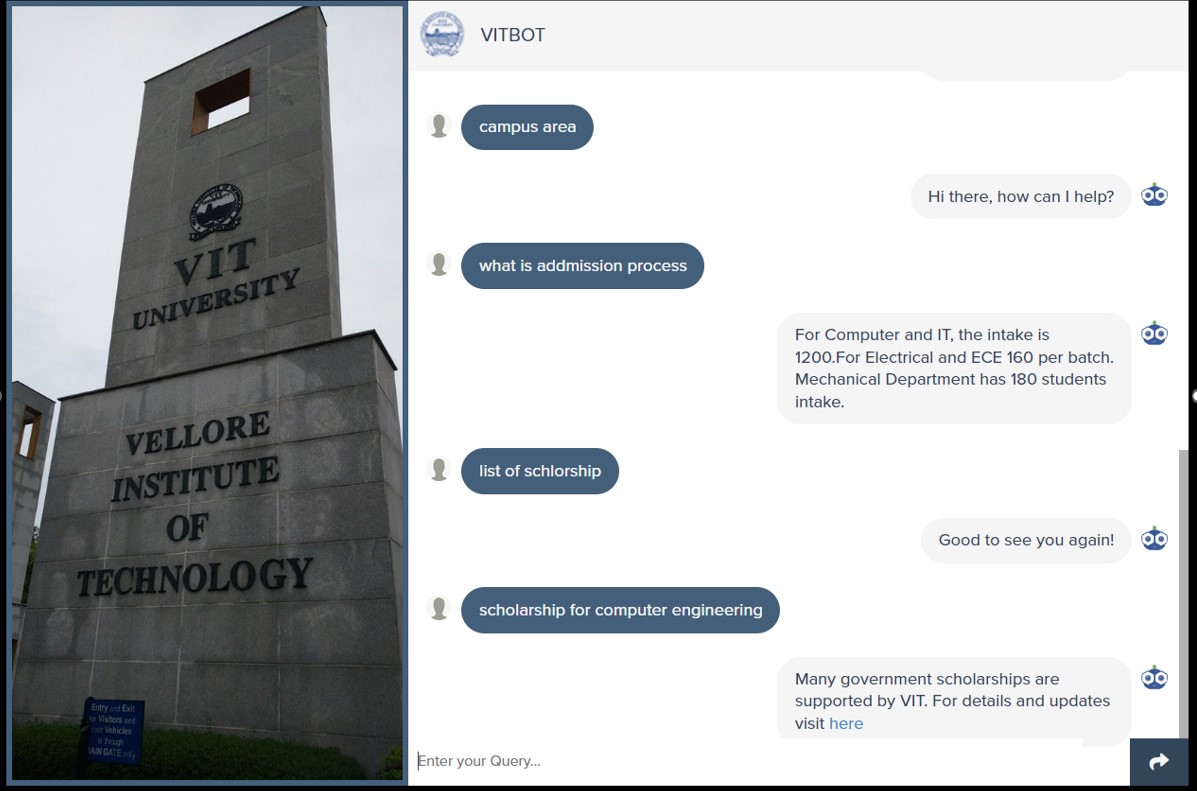 VIT
UNIVERSITY
VELLORE
INSTITUTE
OF
TECHNOLOGY
Entry and Exit
for Visitors and
their Vehicles
is through
MAIN GATE only
VITBOT
campus area
Hi there, how can I help?
what is addmission process
For Computer and IT, the intake is
1200.For Electrical and ECE 160 per batch.
Mechanical Department has 180 students
intake.
list of schlorship
Good to see you again!
scholarship for computer engineering
Many government scholarships are
supported by VIT. For details and updates
visit here
Enter your Query...